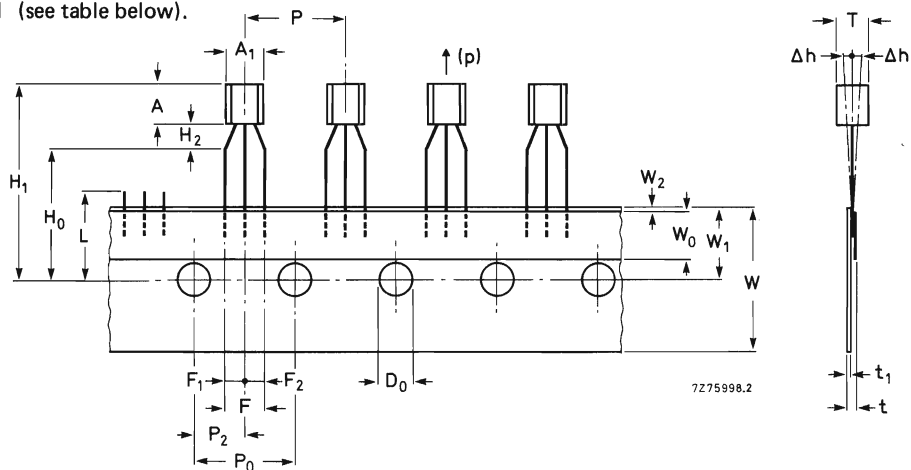 (see table below).
P
T
A₁
(p)
Δh
Δh
A
H₂
H₁
H₀
L
W₂
W₀
W₁
W
F₁
F₂
D₀
7Z75998.2
t₁
F
t
P₂
P₀